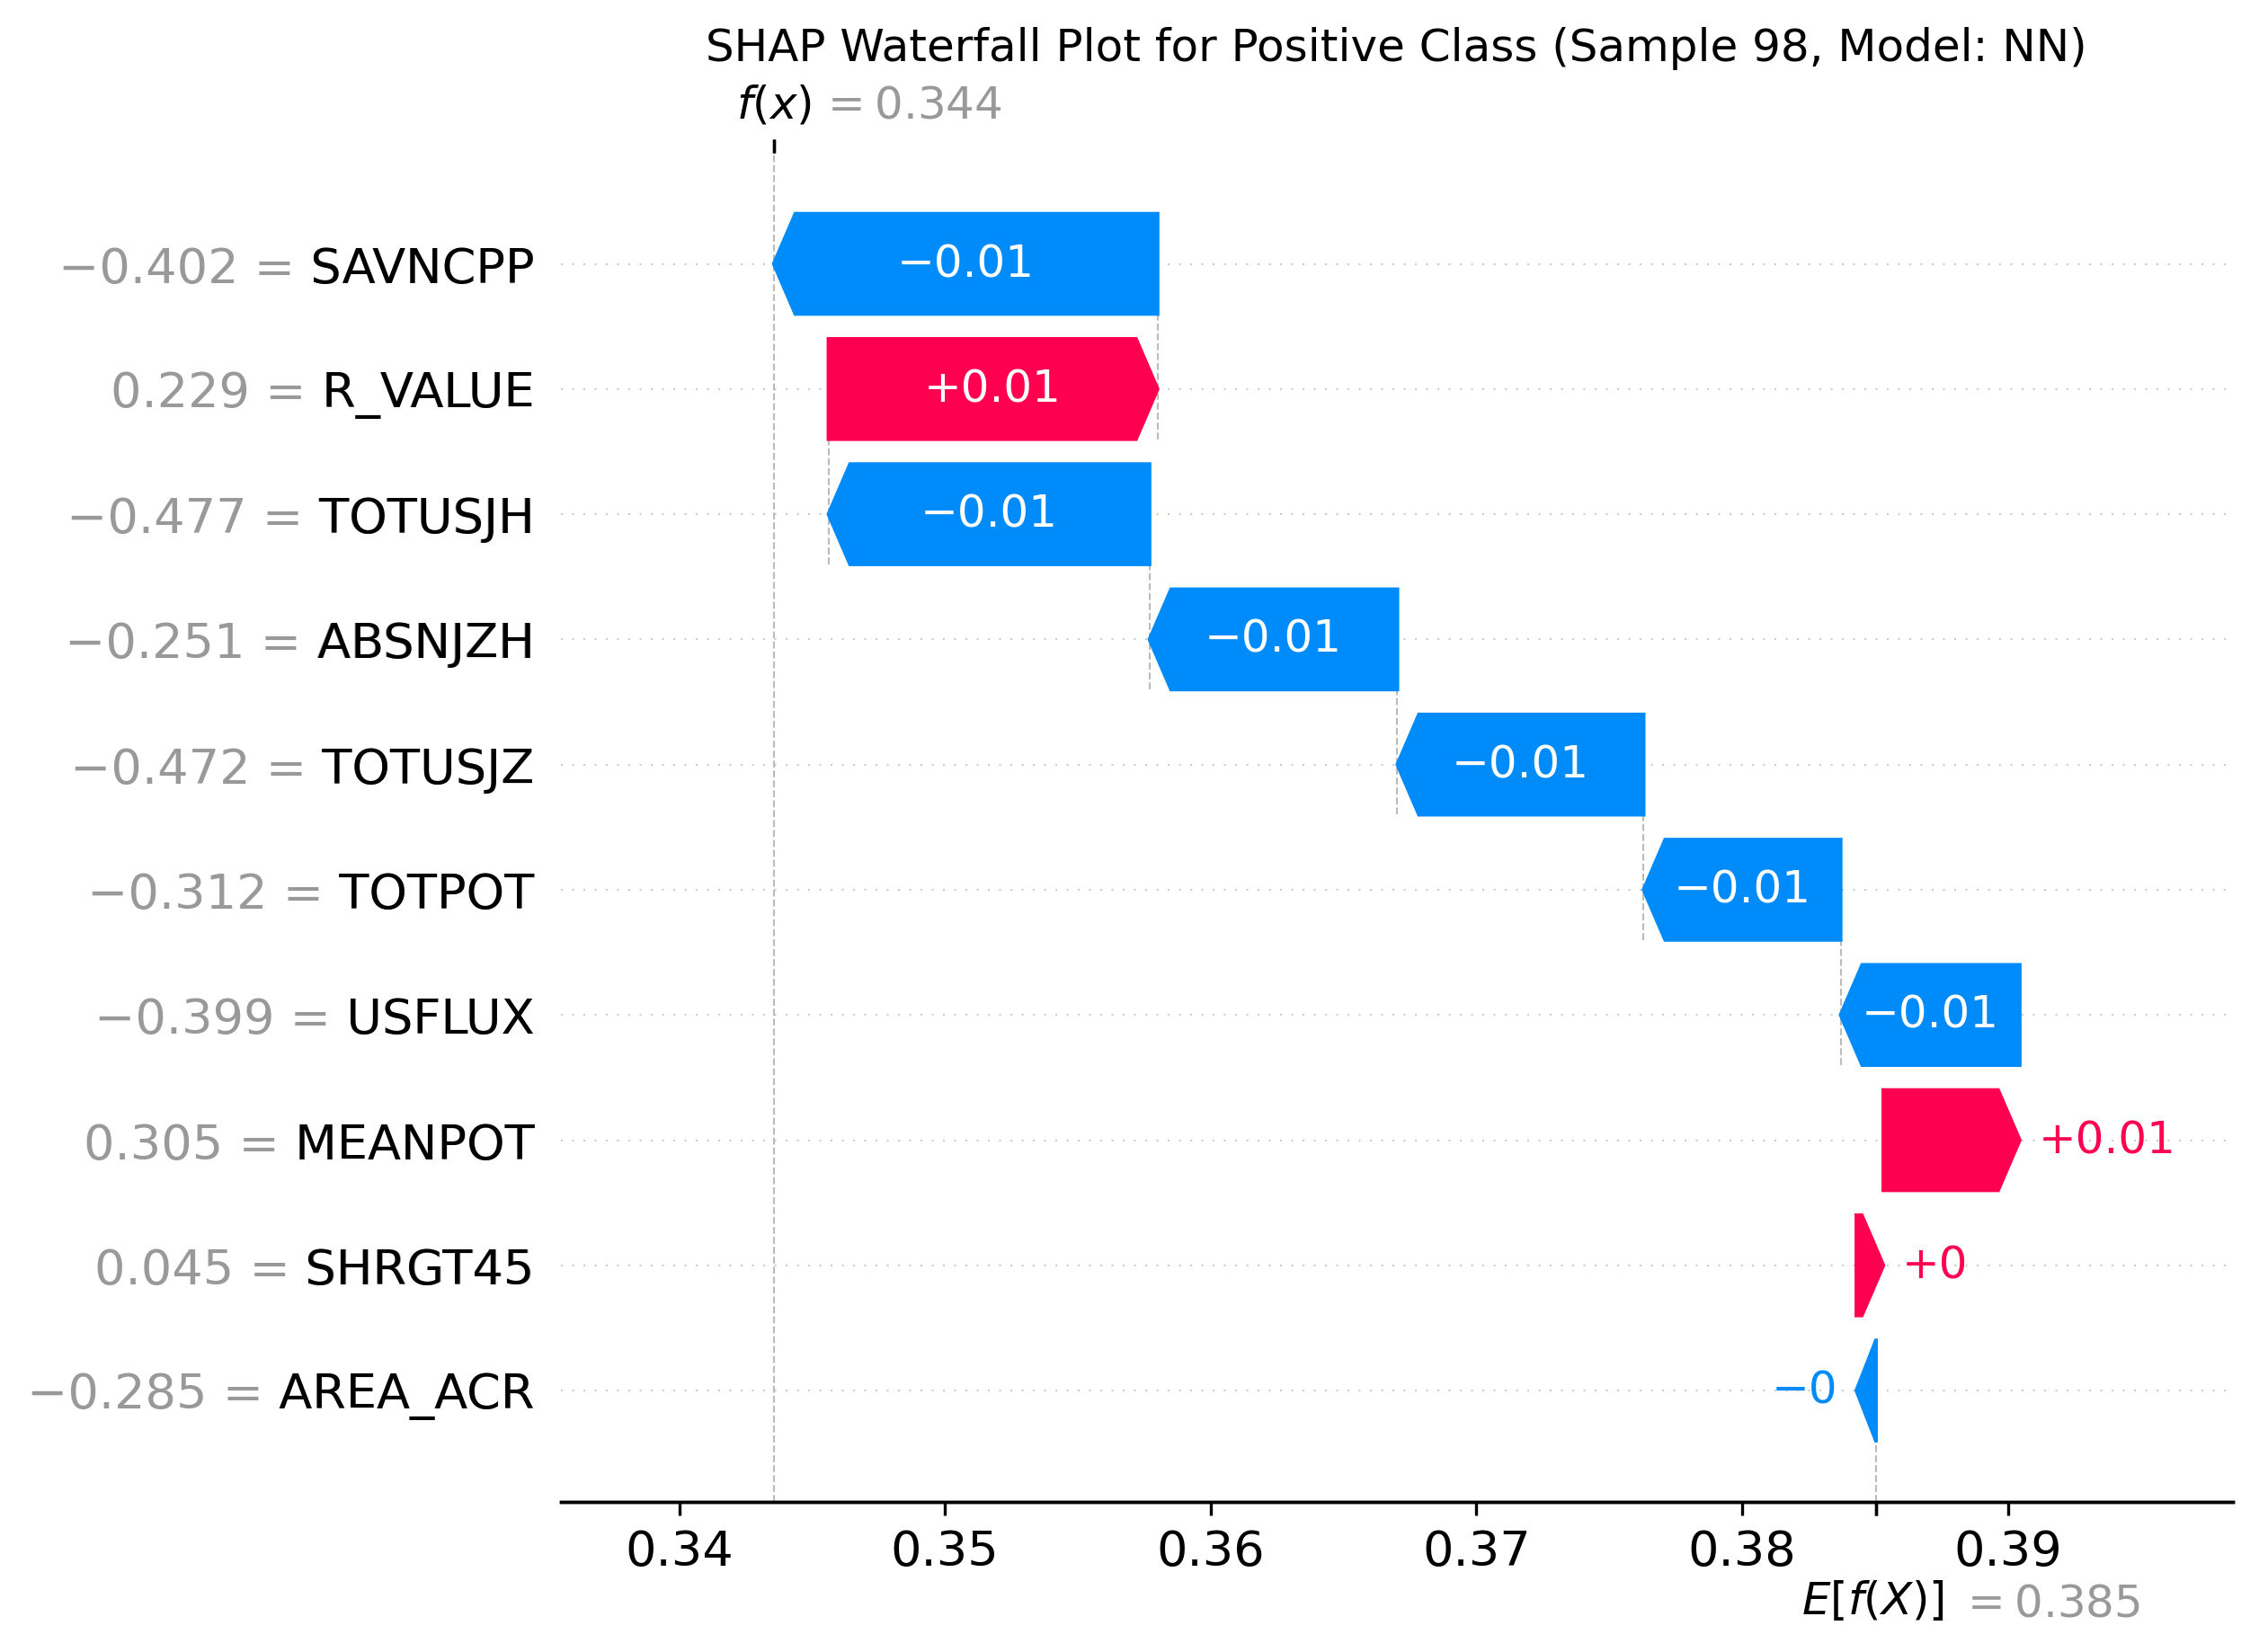 SHAP Waterfall Plot for Positive Class (Sample 98, Model: NN)
f(x) = 0.344
−0.402 = SAVNCPP −0.01
0.229 = R_VALUE +0.01
−0.477 = TOTUSJH −0.01
−0.251 = ABSNJZH −0.01
−0.472 = TOTUSJZ −0.01
−0.312 = TOTPOT −0.01
−0.399 = USFLUX −0.01
0.305 = MEANPOT +0.01
0.045 = SHRGT45 +0
−0.285 = AREA_ACR −0
0.34 0.35 0.36 0.37 0.38 0.39
E[f(X)] = 0.385